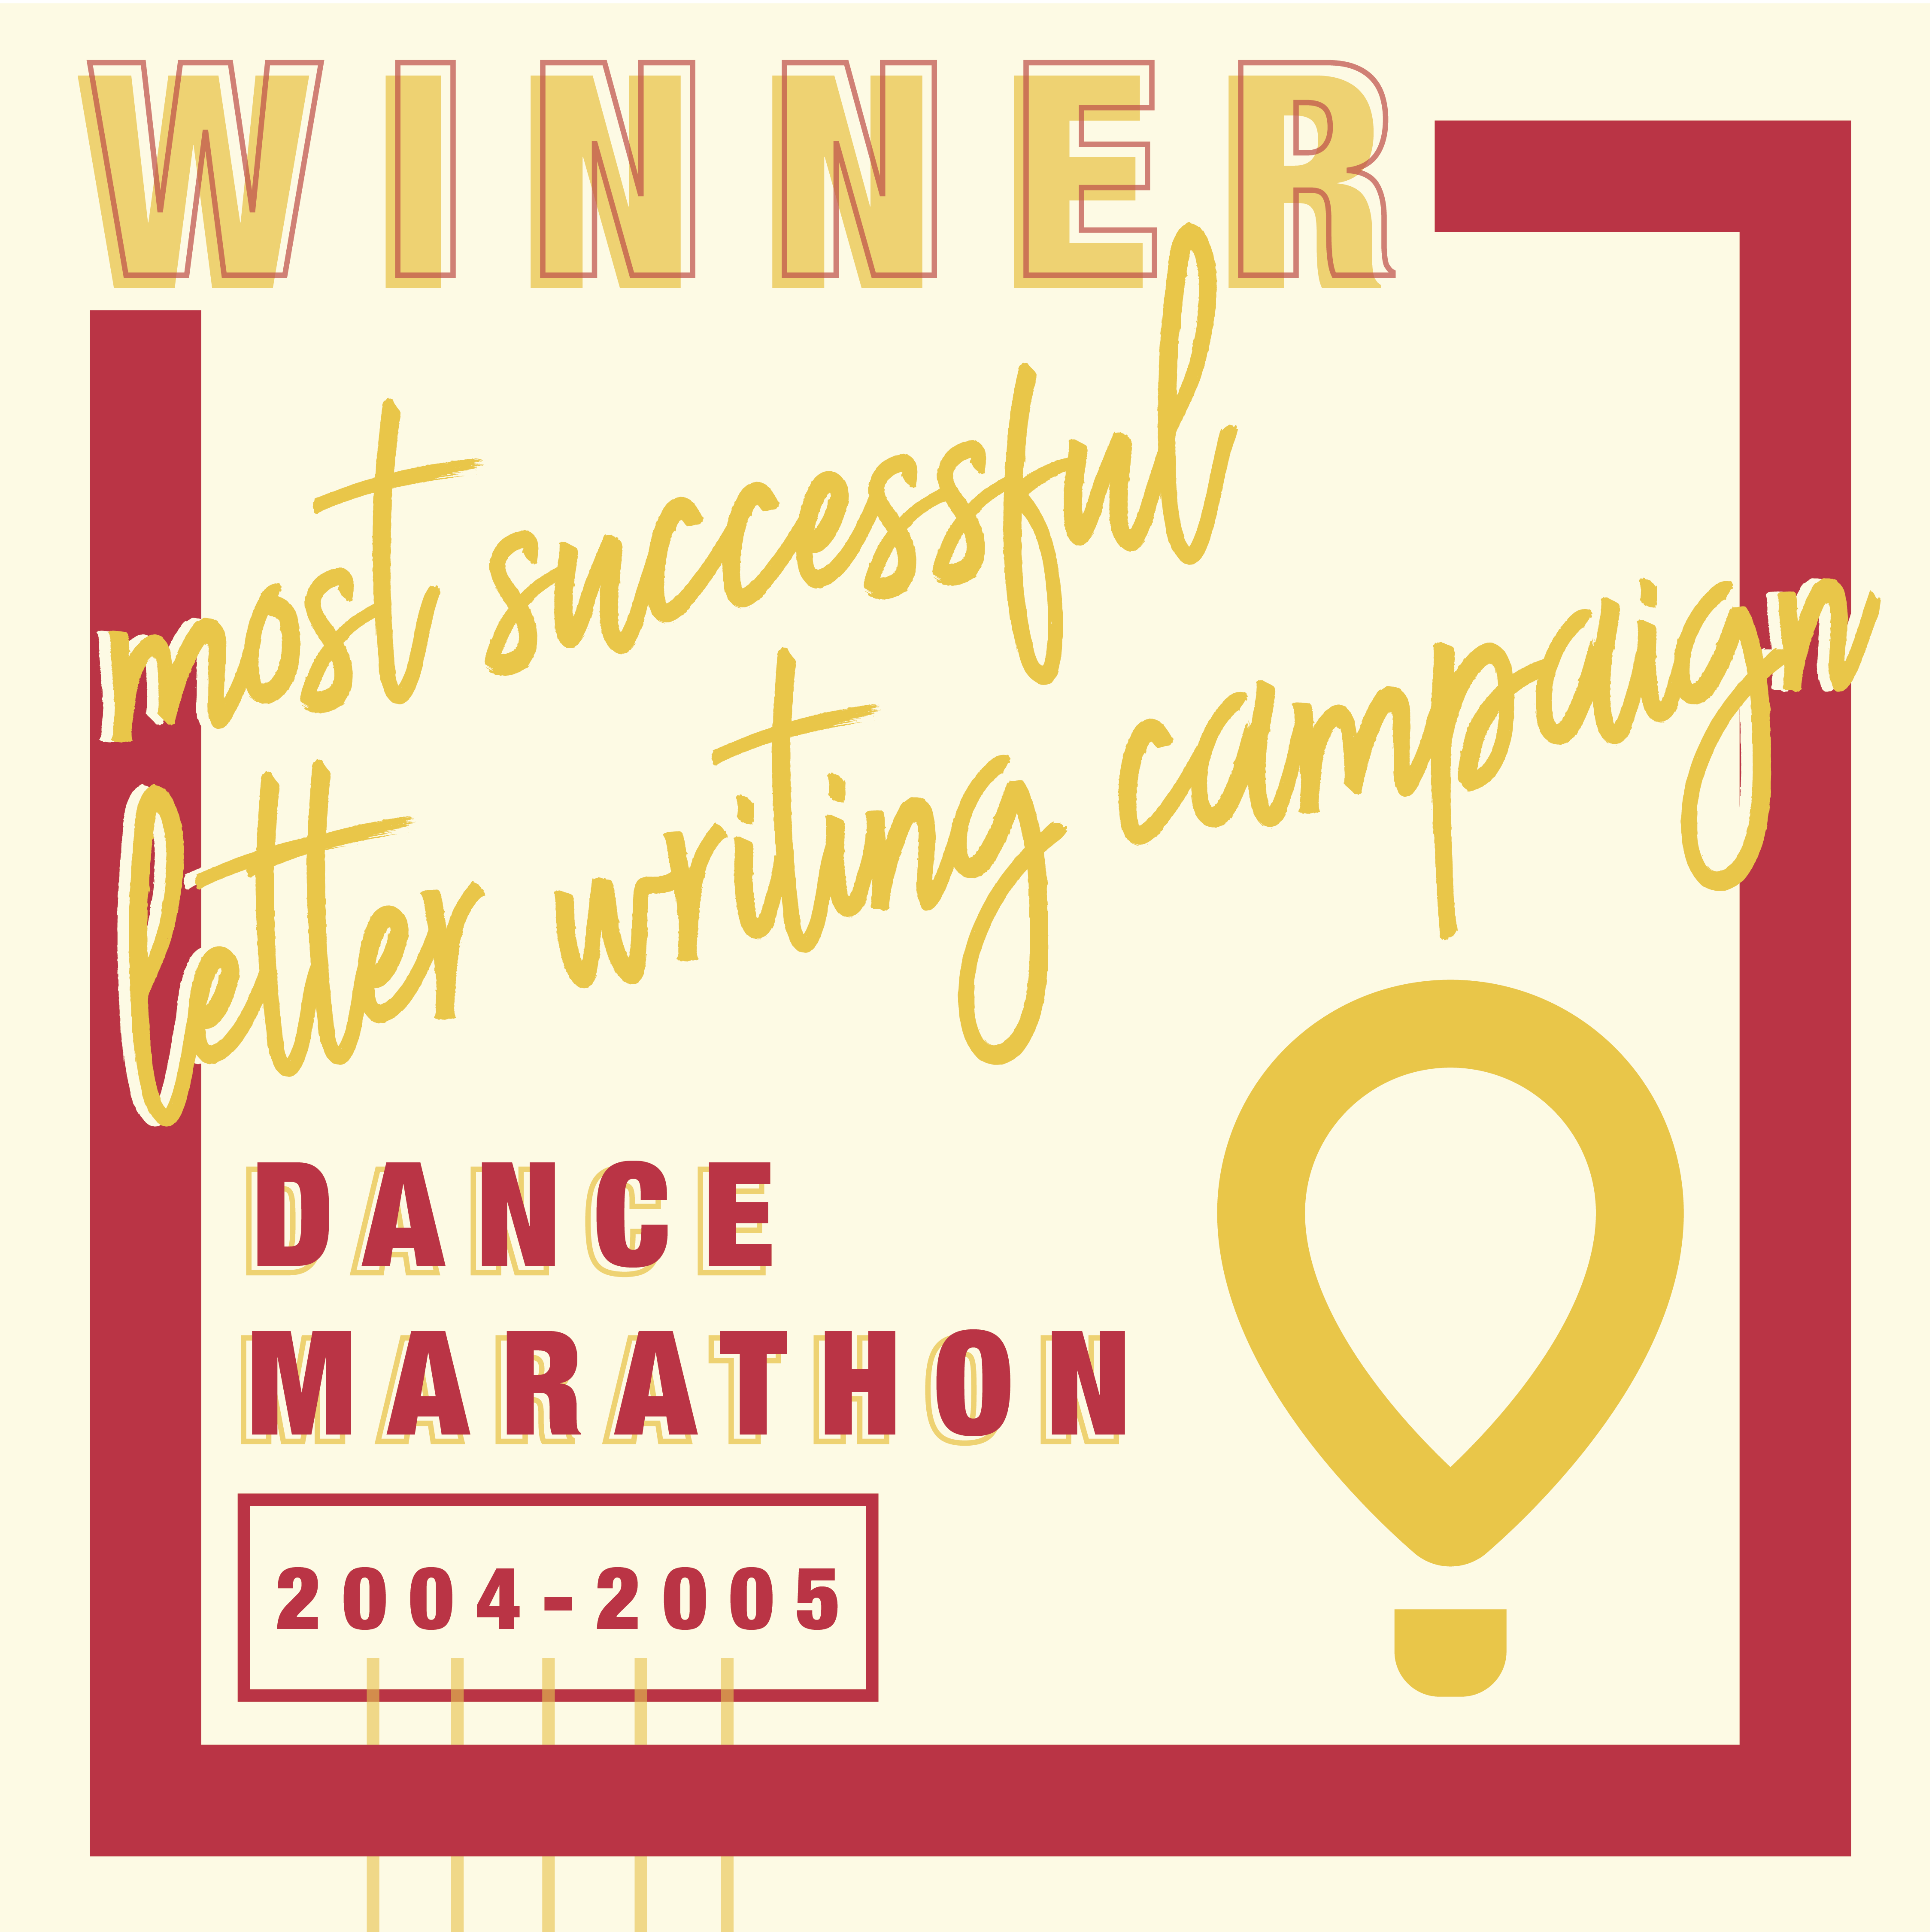 WINNER
most successful
letter writing campaign
DANCE
MARATHON
2004-2005